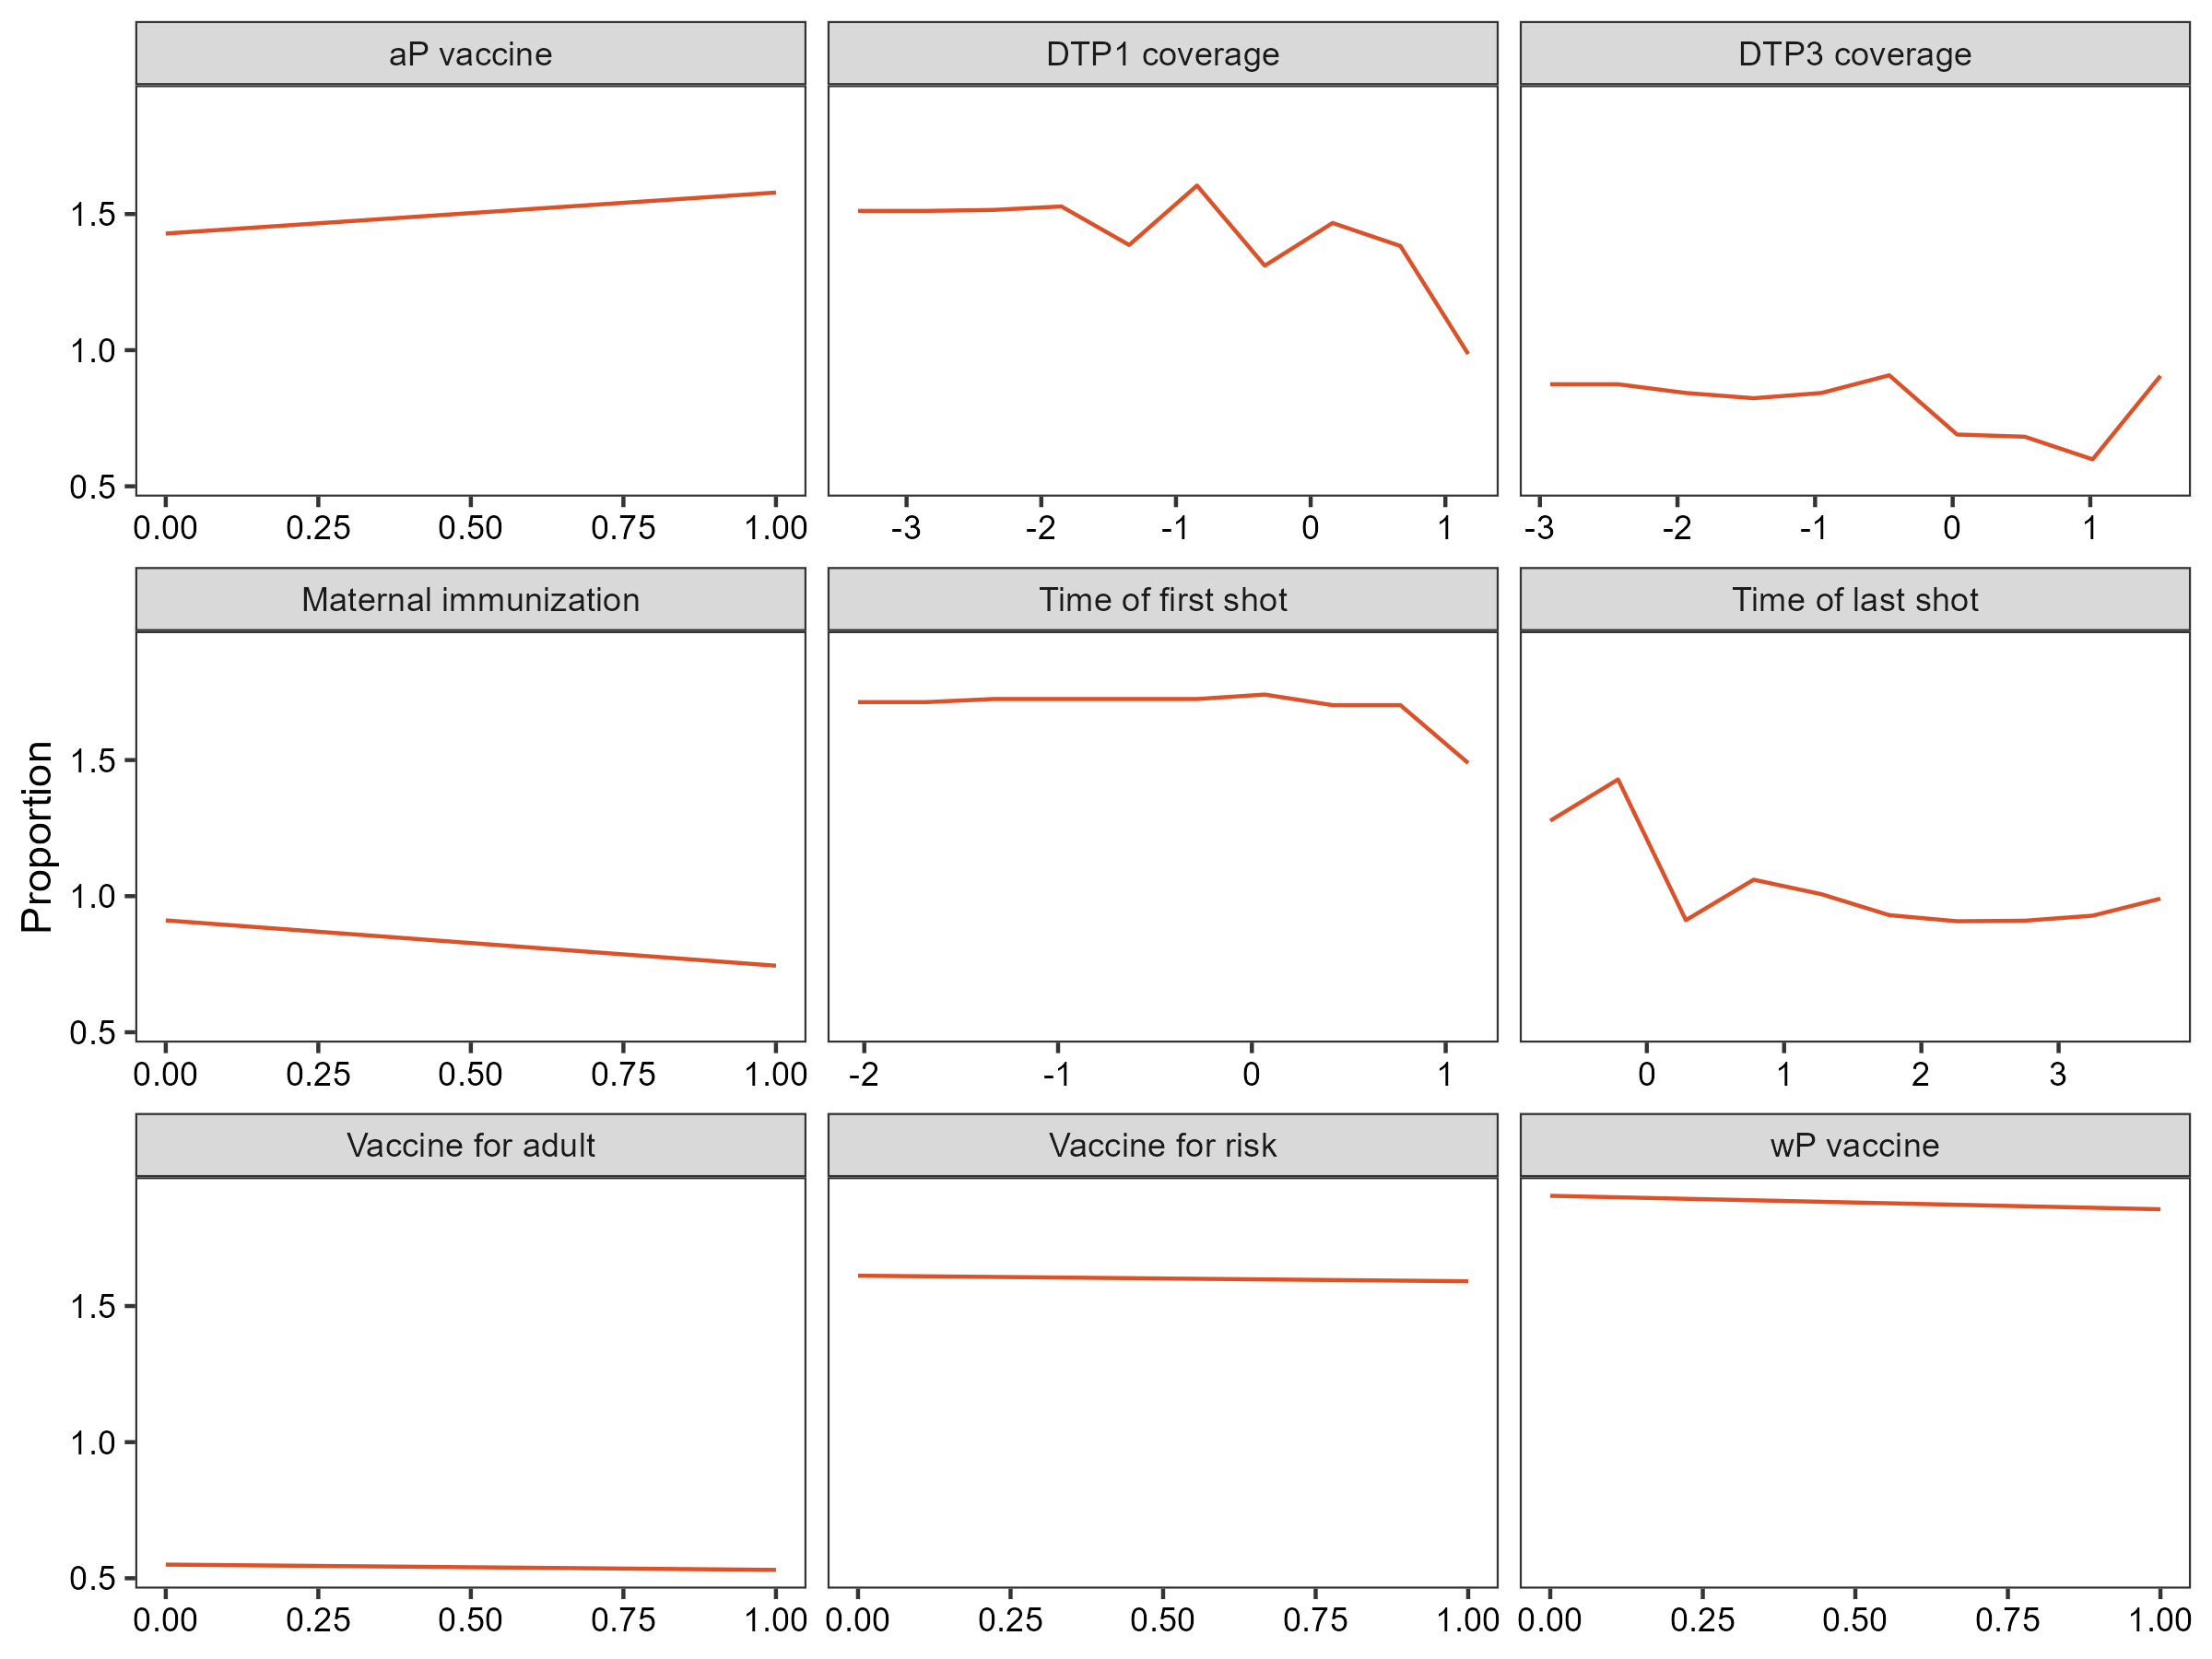 aP vaccine
DTP1 coverage
DTP3 coverage
1.5
1.0
0.5
0.00 0.25 0.50 0.75 1.00
-3 -2 -1 0 1
-3 -2 -1 0 1
Maternal immunization
Time of first shot
Time of last shot
Proportion
1.5
1.0
0.5
0.00 0.25 0.50 0.75 1.00
-2 -1 0 1
0 1 2 3
Vaccine for adult
Vaccine for risk
wP vaccine
1.5
1.0
0.5
0.00 0.25 0.50 0.75 1.00
0.00 0.25 0.50 0.75 1.00
0.00 0.25 0.50 0.75 1.00